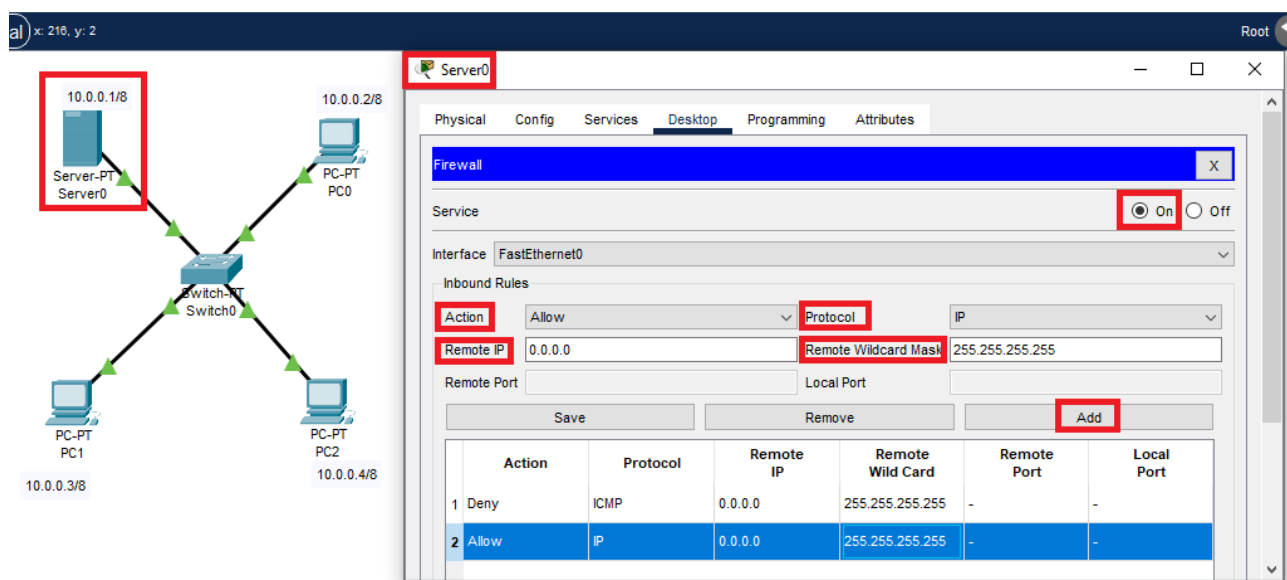 al x: 216, y: 2 Root
10.0.0.1/8
Server-PT
Server0
10.0.0.2/8
PC-PT
PC0
Switch-PT
Switch0
PC-PT
PC1
10.0.0.3/8
PC-PT
PC2
10.0.0.4/8
Server0
Physical Config Services Desktop Programming Attributes
Firewall X
Service On Off
Interface FastEthernet0
Inbound Rules
Action Allow Protocol IP
Remote IP 0.0.0.0 Remote Wildcard Mask 255.255.255.255
Remote Port Local Port
Save Remove Add
Action Protocol Remote IP Remote Wild Card Remote Port Local Port
1 Deny ICMP 0.0.0.0 255.255.255.255 - -
2 Allow IP 0.0.0.0 255.255.255.255 - -